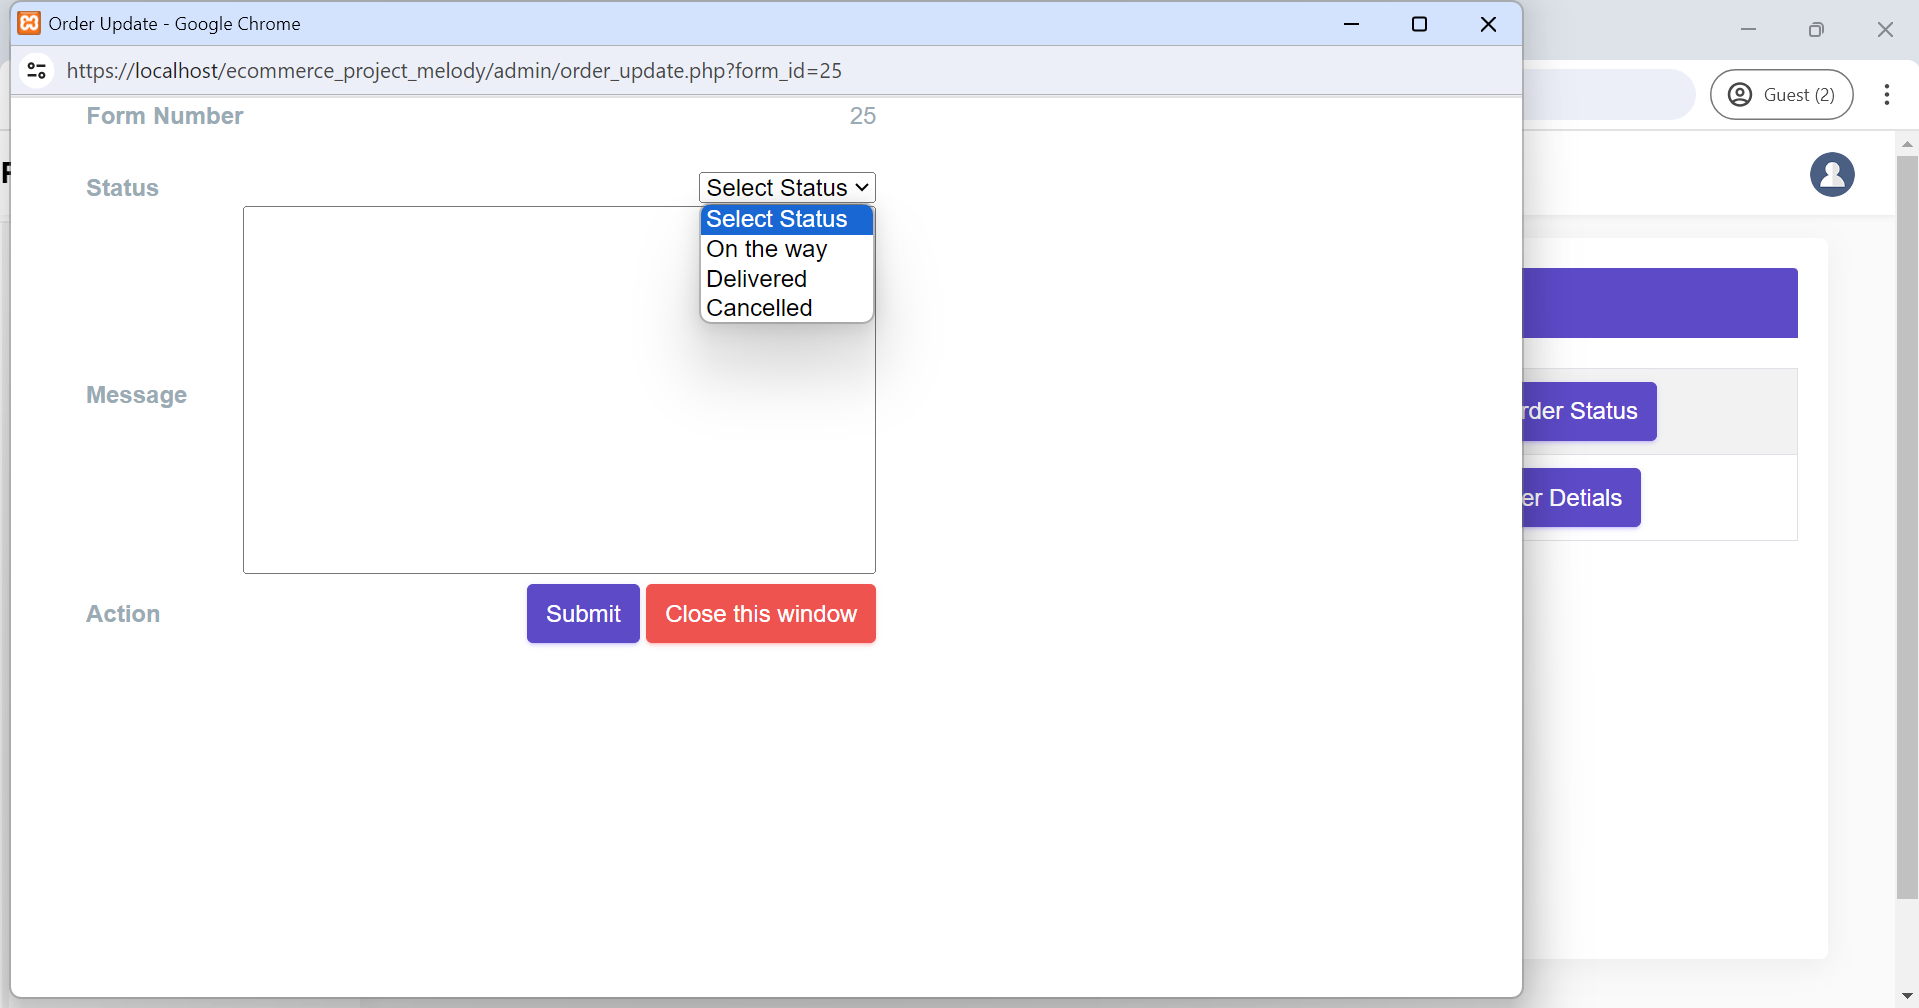 Order Update - Google Chrome
https://localhost/ecommerce_project_melody/admin/order_update.php?form_id=25
Guest (2)
Form Number 25
Status Select Status
Select Status
On the way
Delivered
Cancelled
Message
rder Status
er Detials
Action Submit Close this window